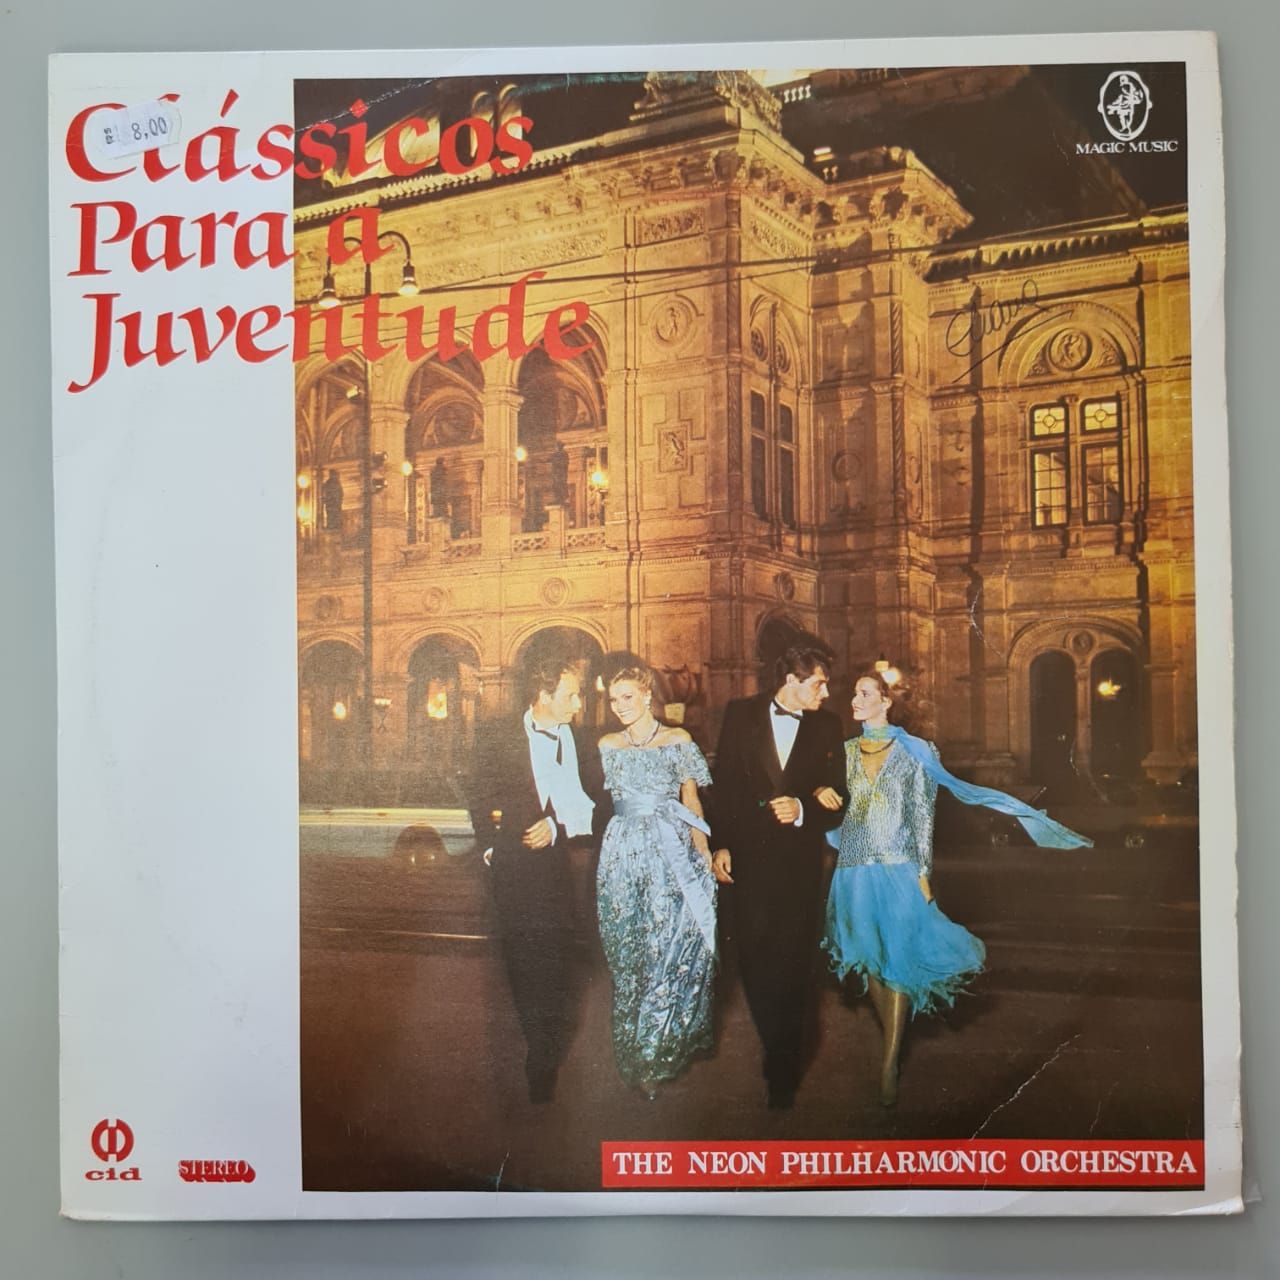 Clássicos
R$ 8,00
Para a
Juventude
MAGIC MUSIC
cid
STEREO
THE NEON PHILHARMONIC ORCHESTRA